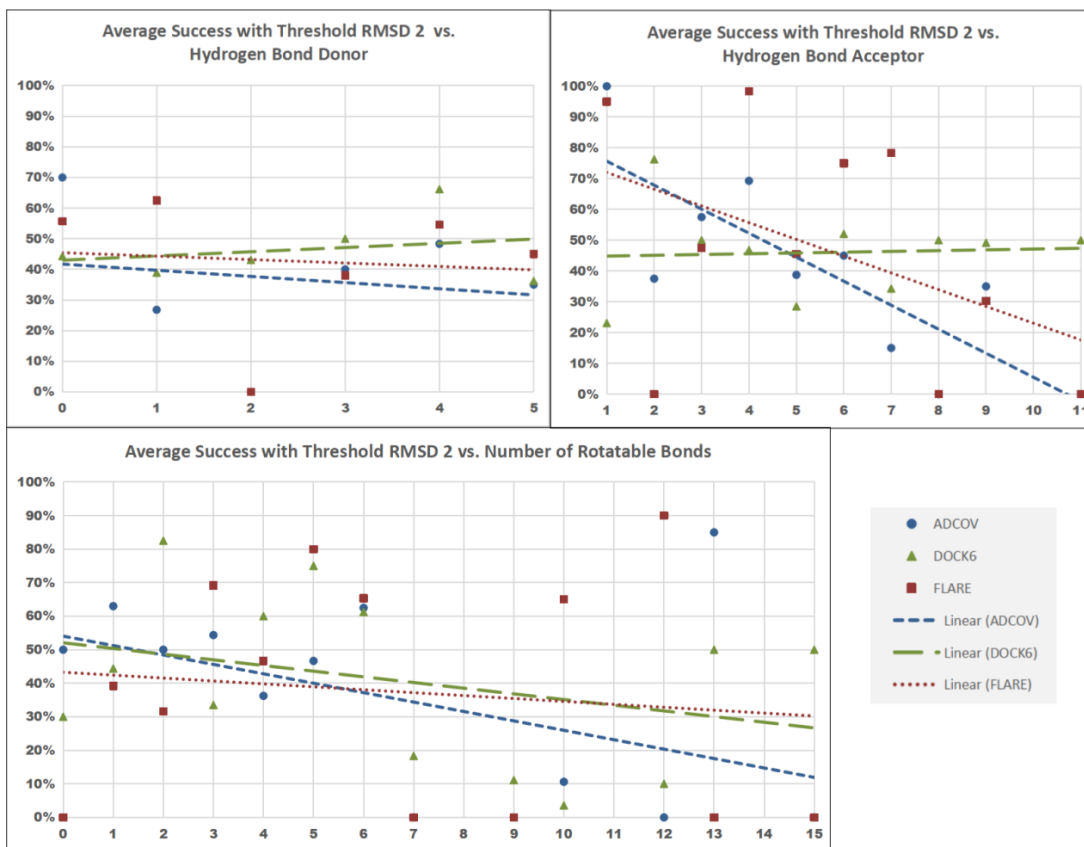 Average Success with Threshold RMSD 2 vs.
Hydrogen Bond Donor
100%
90%
80%
70%
60%
50%
40%
30%
20%
10%
0%
0 1 2 3 4 5
Average Success with Threshold RMSD 2 vs.
Hydrogen Bond Acceptor
100%
90%
80%
70%
60%
50%
40%
30%
20%
10%
0%
1 2 3 4 5 6 7 8 9 10 11
Average Success with Threshold RMSD 2 vs. Number of Rotatable Bonds
100%
90%
80%
70%
60%
50%
40%
30%
20%
10%
0%
0 1 2 3 4 5 6 7 8 9 10 11 12 13 14 15
ADCOV
DOCK6
FLARE
Linear (ADCOV)
Linear (DOCK6)
Linear (FLARE)